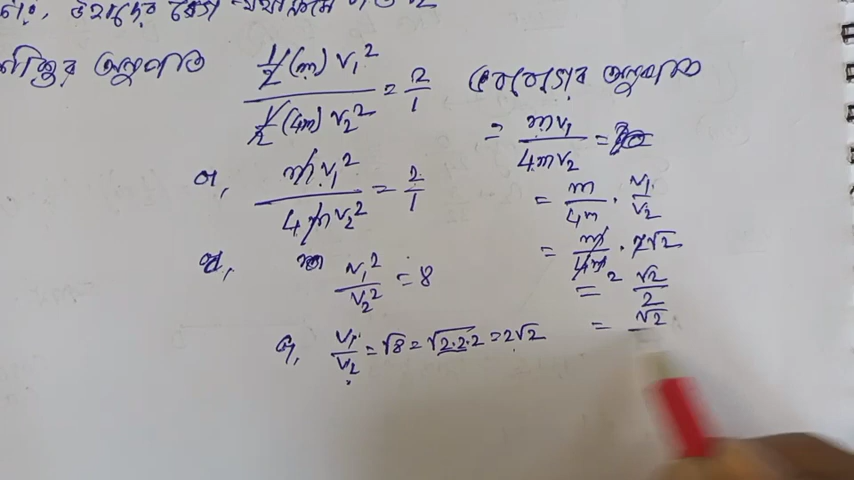 শক্তির অনুপাত
½(m)v₁² / ½(4m)v₂² = 2/1
বা, mv₁² / 4mv₂² = 2/1
বা, v₁² / v₂² = 8
বা, v₁ / v₂ = √8 = √2.2.2 = 2√2
ভরবেগের অনুপাত
= mv₁ / 4mv₂ =
= m / 4m · v₁ / v₂
= m / 4m · 2√2
2
= √2 / 2
= √2